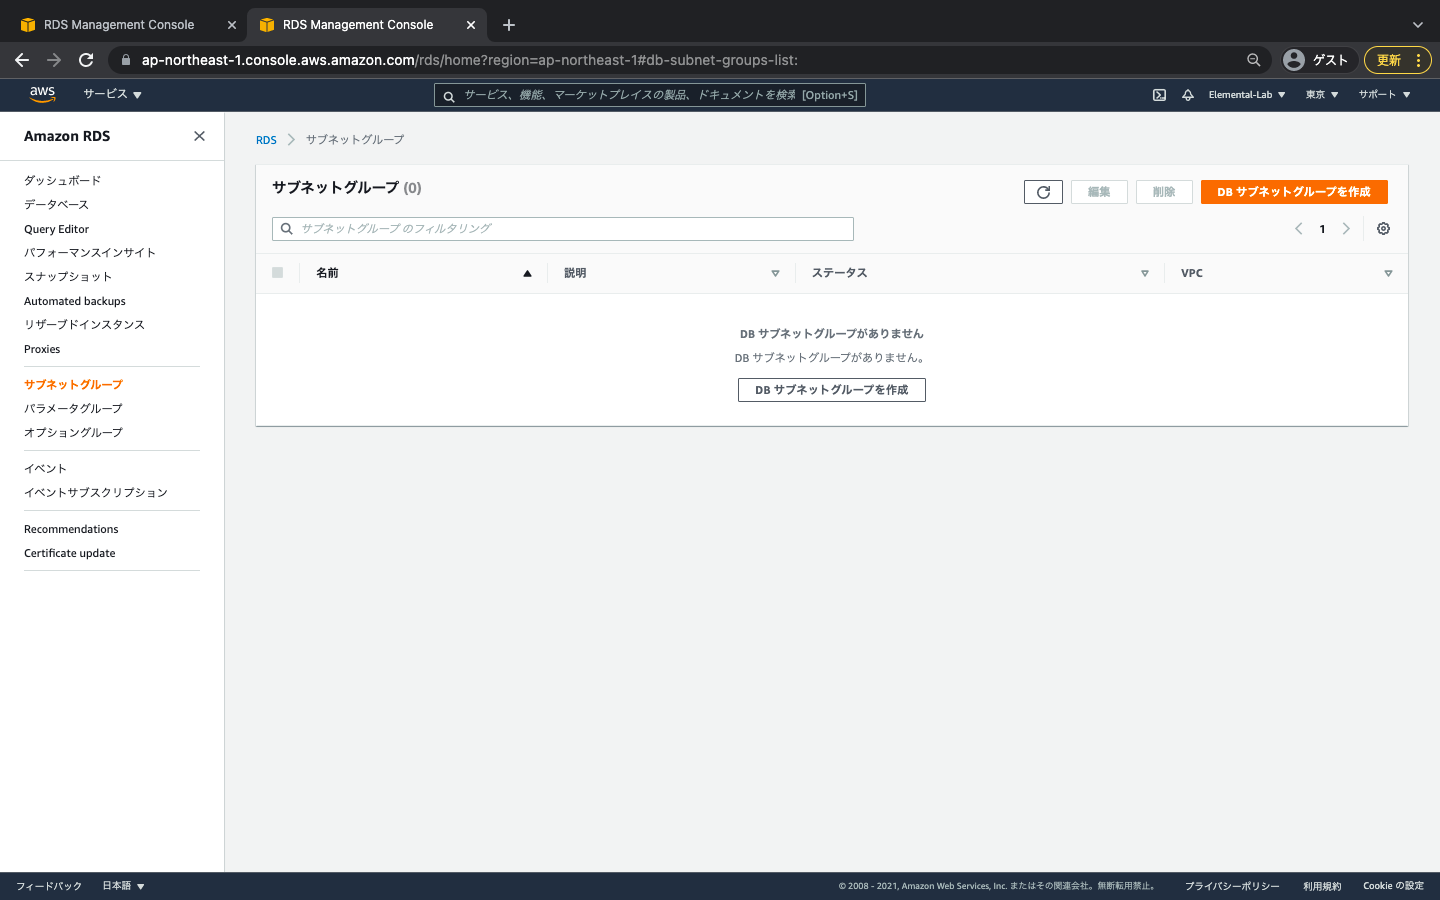 RDS Management Console
RDS Management Console
ap-northeast-1.console.aws.amazon.com/rds/home?region=ap-northeast-1#db-subnet-groups-list:
ゲスト
更新
aws
サービス
サービス、機能、マーケットプレイスの製品、ドキュメントを検索 [Option+S]
Elemental-Lab
東京
サポート
Amazon RDS
ダッシュボード
データベース
Query Editor
パフォーマンスインサイト
スナップショット
Automated backups
リザーブドインスタンス
Proxies
サブネットグループ
パラメータグループ
オプショングループ
イベント
イベントサブスクリプション
Recommendations
Certificate update
RDS
サブネットグループ
サブネットグループ (0)
編集
削除
DB サブネットグループを作成
サブネットグループ のフィルタリング
1
名前
説明
ステータス
VPC
DB サブネットグループがありません
DB サブネットグループがありません。
DB サブネットグループを作成
フィードバック
日本語
© 2008 - 2021, Amazon Web Services, Inc. またはその関連会社。無断転用禁止。
プライバシーポリシー
利用規約
Cookie の設定